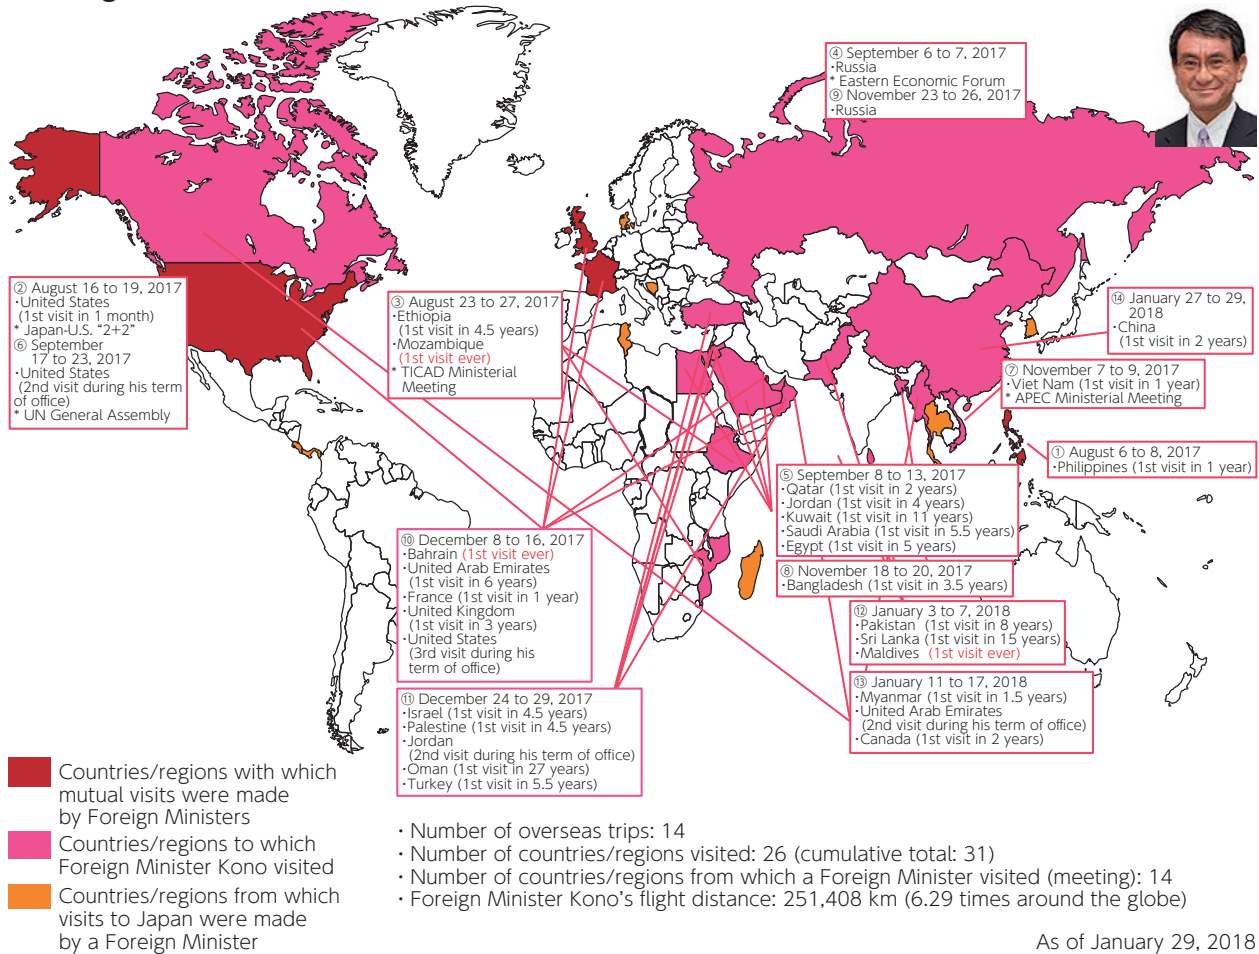 ④ September 6 to 7, 2017
･Russia
* Eastern Economic Forum
⑨ November 23 to 26, 2017
･Russia
② August 16 to 19, 2017
･United States
(1st visit in 1 month)
* Japan-U.S. “2+2”
⑥ September
17 to 23, 2017
･United States
(2nd visit during his term
of office)
* UN General Assembly
③ August 23 to 27, 2017
･Ethiopia
(1st visit in 4.5 years)
･Mozambique
(1st visit ever)
* TICAD Ministerial
Meeting
⑭ January 27 to 29,
2018
･China
(1st visit in 2 years)
⑦ November 7 to 9, 2017
･Viet Nam (1st visit in 1 year)
* APEC Ministerial Meeting
① August 6 to 8, 2017
･Philippines (1st visit in 1 year)
⑤ September 8 to 13, 2017
･Qatar (1st visit in 2 years)
･Jordan (1st visit in 4 years)
･Kuwait (1st visit in 11 years)
･Saudi Arabia (1st visit in 5.5 years)
･Egypt (1st visit in 5 years)
⑧ November 18 to 20, 2017
･Bangladesh (1st visit in 3.5 years)
⑩ December 8 to 16, 2017
･Bahrain (1st visit ever)
･United Arab Emirates
(1st visit in 6 years)
･France (1st visit in 1 year)
･United Kingdom
(1st visit in 3 years)
･United States
(3rd visit during his
term of office)
⑫ January 3 to 7, 2018
･Pakistan (1st visit in 8 years)
･Sri Lanka (1st visit in 15 years)
･Maldives (1st visit ever)
⑬ January 11 to 17, 2018
･Myanmar (1st visit in 1.5 years)
･United Arab Emirates
(2nd visit during his term of office)
･Canada (1st visit in 2 years)
⑪ December 24 to 29, 2017
･Israel (1st visit in 4.5 years)
･Palestine (1st visit in 4.5 years)
･Jordan
(2nd visit during his term of office)
･Oman (1st visit in 27 years)
･Turkey (1st visit in 5.5 years)
Countries/regions with which
mutual visits were made
by Foreign Ministers
Countries/regions to which
Foreign Minister Kono visited
Countries/regions from which
visits to Japan were made
by a Foreign Minister
･ Number of overseas trips: 14
･ Number of countries/regions visited: 26 (cumulative total: 31)
･ Number of countries/regions from which a Foreign Minister visited (meeting): 14
･ Foreign Minister Kono’s flight distance: 251,408 km (6.29 times around the globe)
As of January 29, 2018